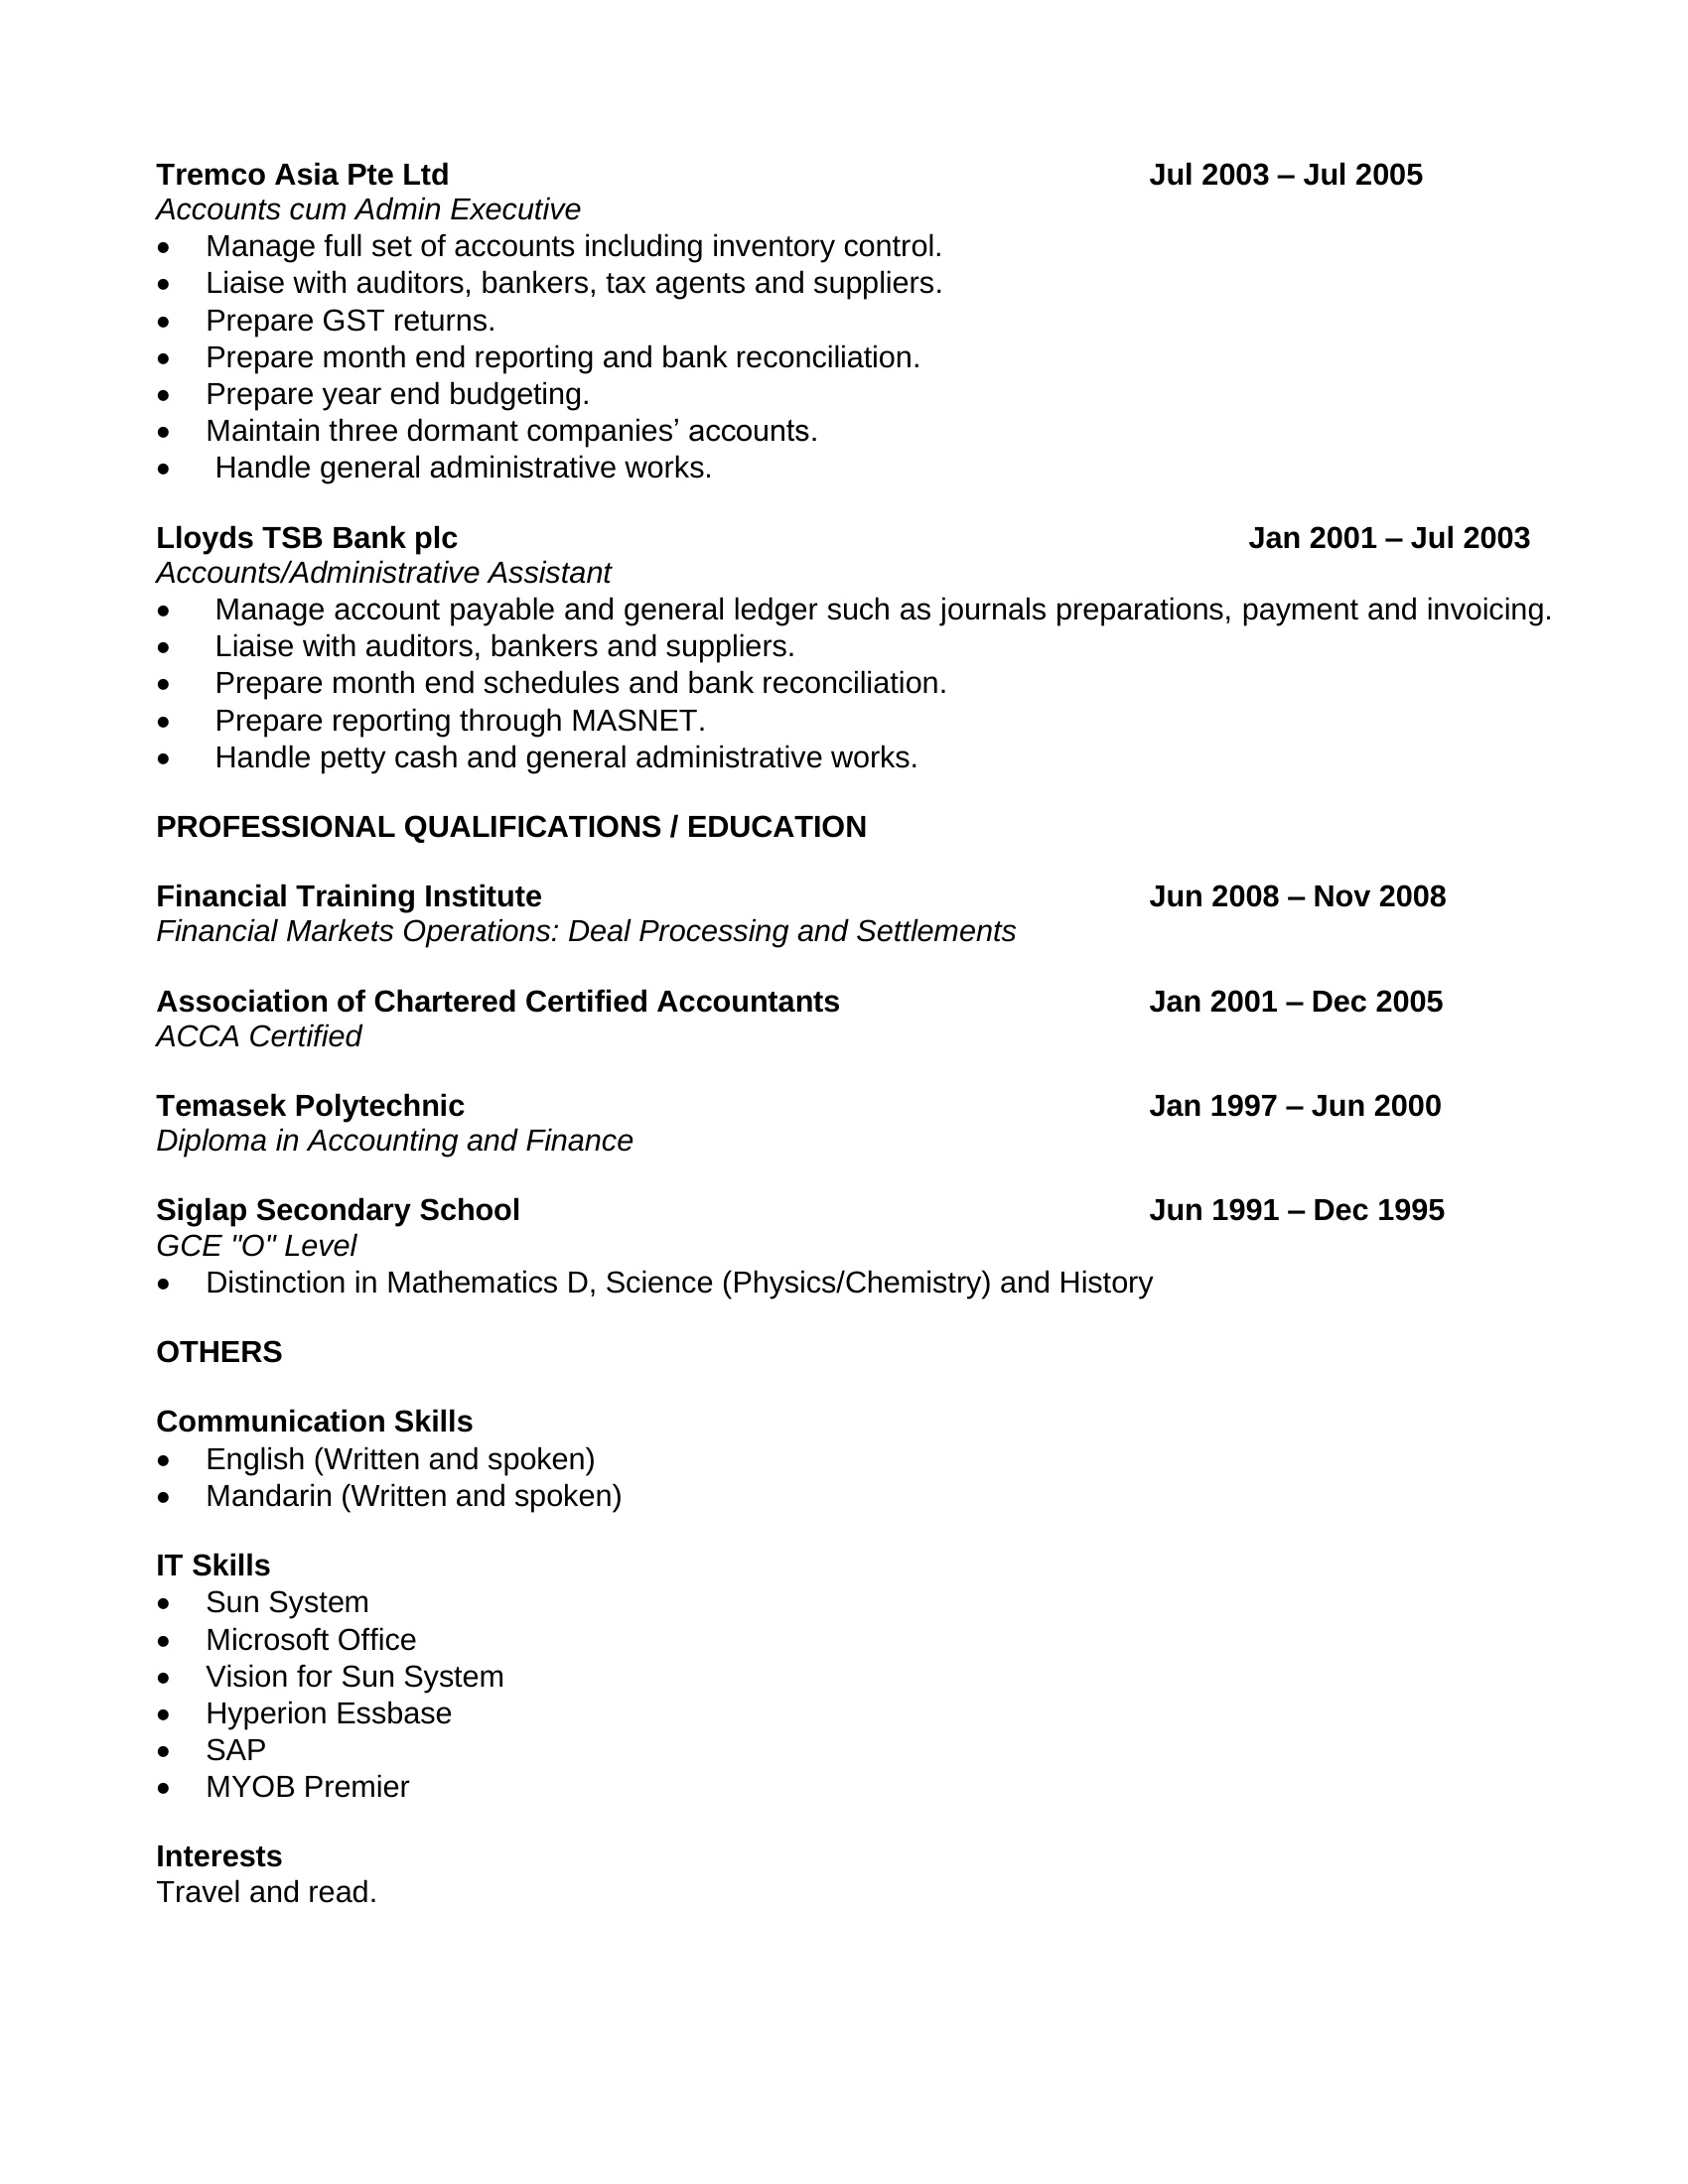 Tremco Asia Pte Ltd Jul 2003 – Jul 2005
Accounts cum Admin Executive
• Manage full set of accounts including inventory control.
• Liaise with auditors, bankers, tax agents and suppliers.
• Prepare GST returns.
• Prepare month end reporting and bank reconciliation.
• Prepare year end budgeting.
• Maintain three dormant companies’ accounts.
• Handle general administrative works.
Lloyds TSB Bank plc Jan 2001 – Jul 2003
Accounts/Administrative Assistant
• Manage account payable and general ledger such as journals preparations, payment and invoicing.
• Liaise with auditors, bankers and suppliers.
• Prepare month end schedules and bank reconciliation.
• Prepare reporting through MASNET.
• Handle petty cash and general administrative works.
PROFESSIONAL QUALIFICATIONS / EDUCATION
Financial Training Institute Jun 2008 – Nov 2008
Financial Markets Operations: Deal Processing and Settlements
Association of Chartered Certified Accountants Jan 2001 – Dec 2005
ACCA Certified
Temasek Polytechnic Jan 1997 – Jun 2000
Diploma in Accounting and Finance
Siglap Secondary School Jun 1991 – Dec 1995
GCE "O" Level
• Distinction in Mathematics D, Science (Physics/Chemistry) and History
OTHERS
Communication Skills
• English (Written and spoken)
• Mandarin (Written and spoken)
IT Skills
• Sun System
• Microsoft Office
• Vision for Sun System
• Hyperion Essbase
• SAP
• MYOB Premier
Interests
Travel and read.